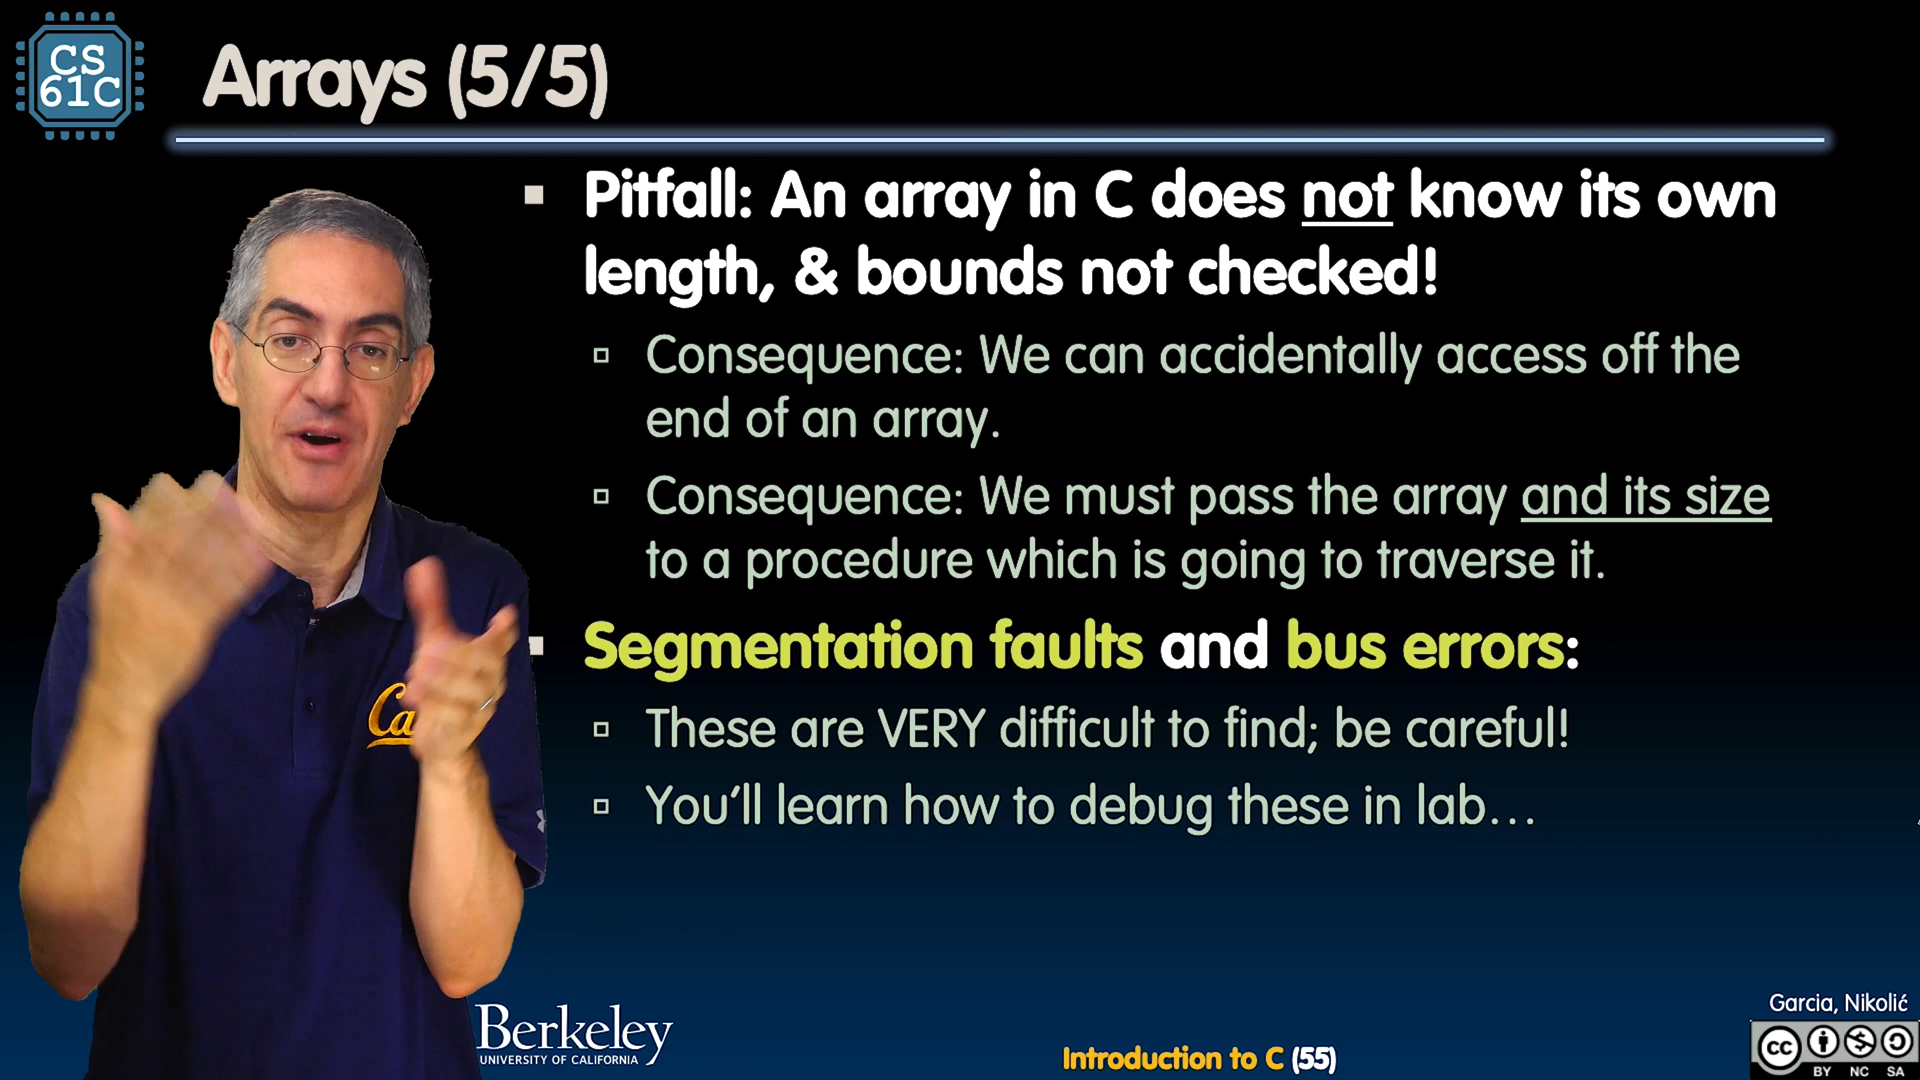 CS
61C
Arrays (5/5)
Pitfall: An array in C does not know its own
length, & bounds not checked!
Consequence: We can accidentally access off the
end of an array.
Consequence: We must pass the array and its size
to a procedure which is going to traverse it.
Segmentation faults and bus errors:
These are VERY difficult to find; be careful!
You’ll learn how to debug these in lab…
Ca
Berkeley
UNIVERSITY OF CALIFORNIA
Introduction to C (55)
Garcia, Nikolić
cc
BY NC SA